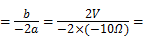 = b/(-2a) = 2V/(-2×(-10Ω)) =